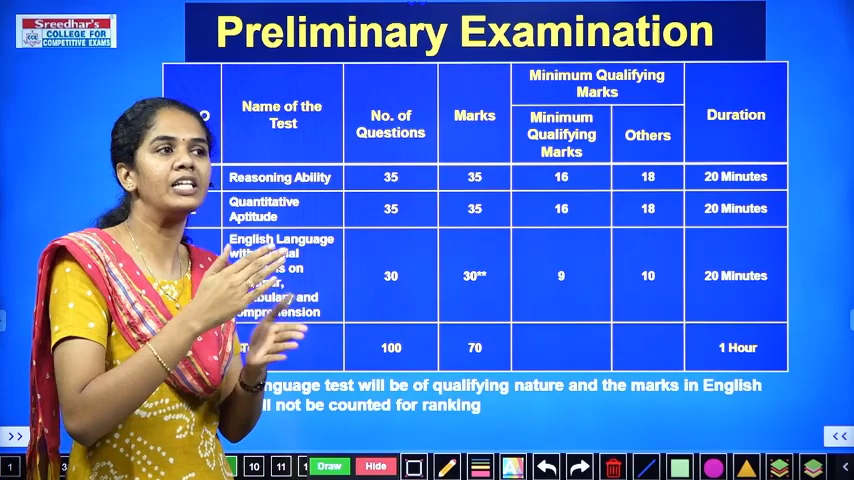 Sreedhar's
CCE
COLLEGE FOR
COMPETITIVE EXAMS
Preliminary Examination
Name of the
Test
No. of
Questions
Marks
Minimum Qualifying
Marks
Minimum
Qualifying
Marks
Others
Duration
Reasoning Ability 35 35 16 18 20 Minutes
Quantitative
Aptitude
35 35 16 18 20 Minutes
English Language
on
and
30 30** 9 10 20 Minutes
100 70 1 Hour
test will be of qualifying nature and the marks in English
not be counted for ranking
>> <<
1 10 11 Draw Hide
A
<